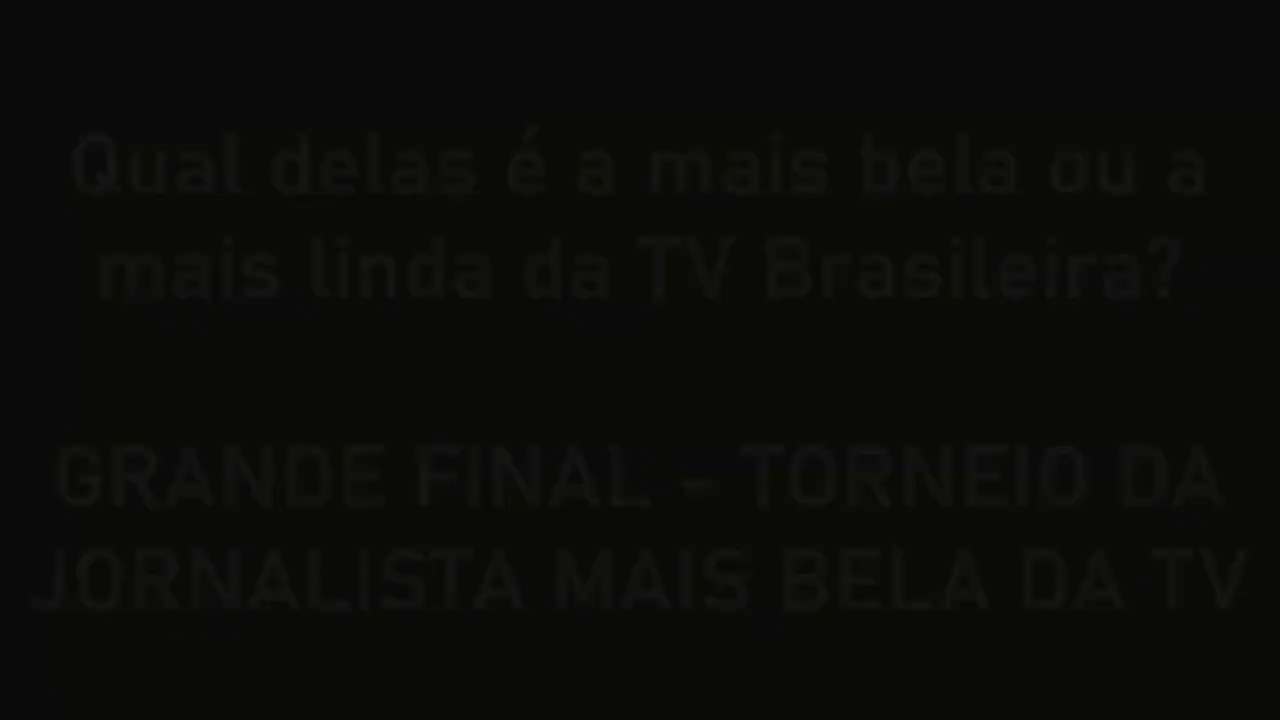 Qual delas é a mais bela ou a
mais linda da TV Brasileira?
GRANDE FINAL - TORNEIO DA
JORNALISTA MAIS BELA DA TV